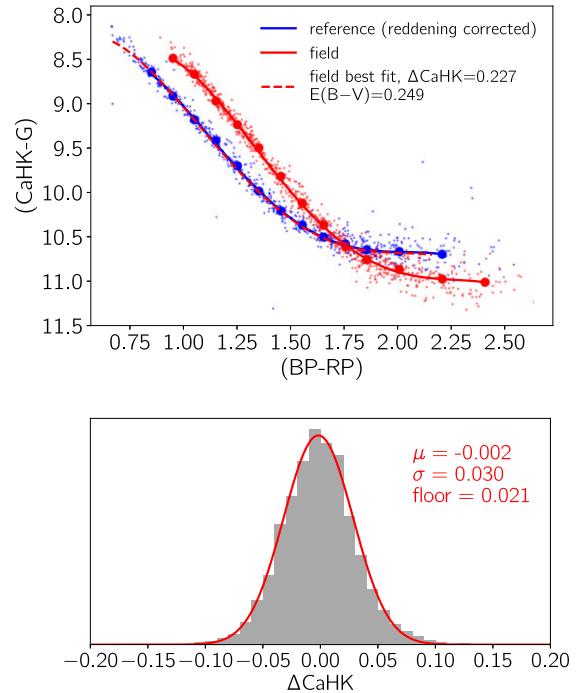 8.0
8.5
9.0
9.5
10.0
10.5
11.0
11.5
(CaHK-G)
reference (reddening corrected)
field
field best fit, ΔCaHK=0.227
E(B−V)=0.249
0.75 1.00 1.25 1.50 1.75 2.00 2.25 2.50
(BP-RP)
μ = -0.002
σ = 0.030
floor = 0.021
−0.20 −0.15 −0.10 −0.05 0.00 0.05 0.10 0.15 0.20
ΔCaHK